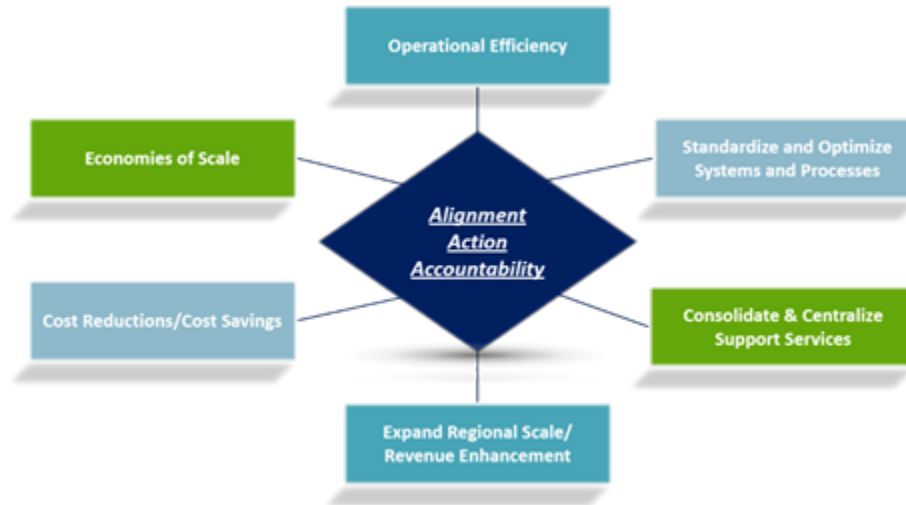 Operational Efficiency
Economies of Scale
Standardize and Optimize
Systems and Processes
Alignment
Action
Accountability
Cost Reductions/Cost Savings
Consolidate & Centralize
Support Services
Expand Regional Scale/
Revenue Enhancement